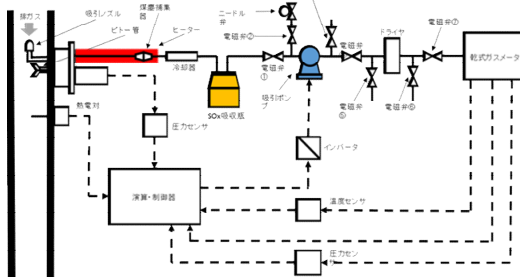 排ガス
吸引ノズル
ピトー管
煤塵捕集
器
ヒーター
冷却器
SOx吸収瓶
ニードル
弁
電磁弁②
電磁弁
①
吸引ポン
プ
電磁弁
ドライヤ
電磁弁⑦
乾式ガスメータ
電磁弁
⑤
電磁弁⑥
熱電対
圧力センサ
インバータ
演算・制御器
温度センサ
圧力セン
サ